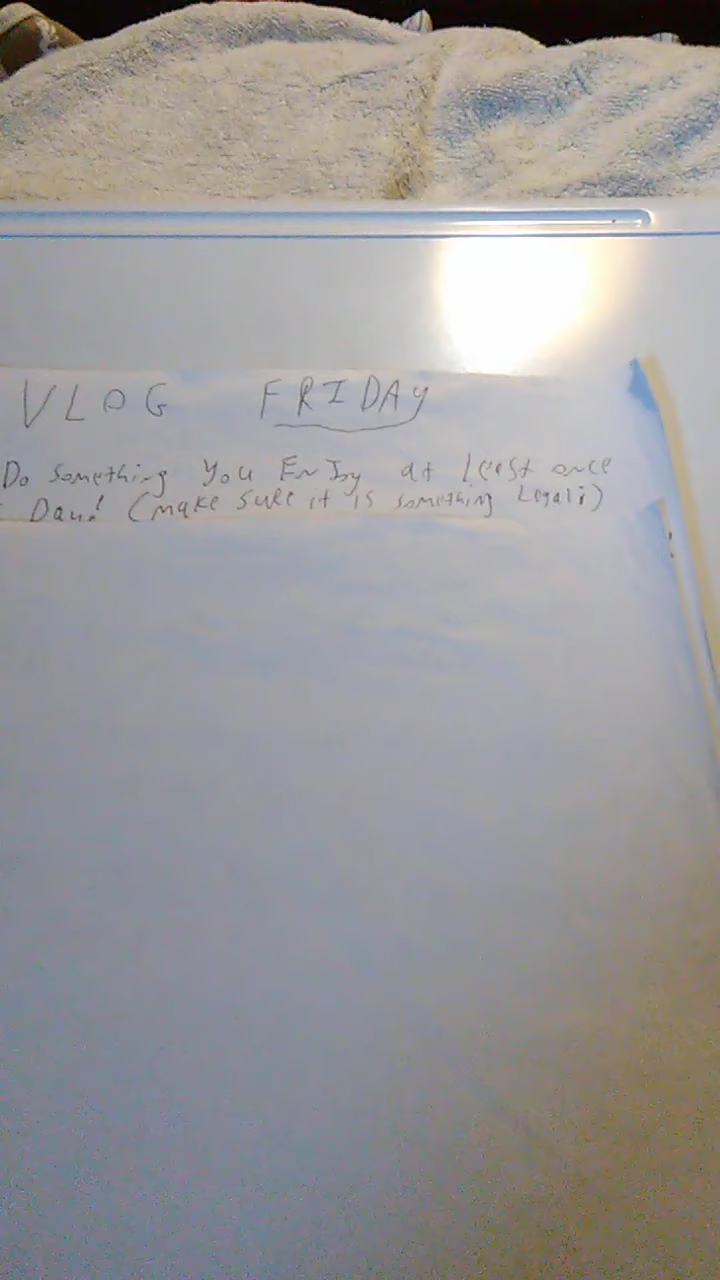 VLOG FRIDAY
Do something You EnJoy at least once
Day! (make sure it is something Legal!)